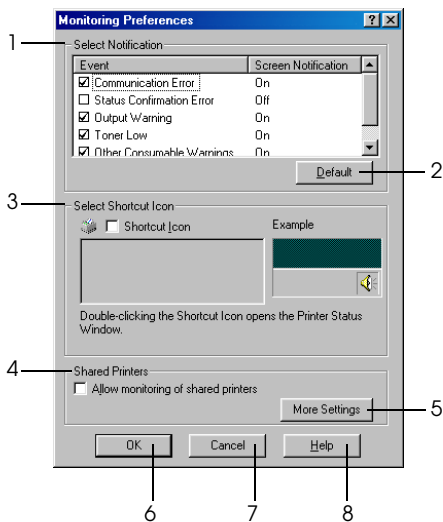 Monitoring Preferences
1
Select Notification
Event Screen Notification
Communication Error On
Status Confirmation Error Off
Output Warning On
Toner Low On
Other Consumable Warnings On
Default
2
3
Select Shortcut Icon
Shortcut Icon
Example
Double-clicking the Shortcut Icon opens the Printer Status
Window.
4
Shared Printers
Allow monitoring of shared printers
More Settings
5
OK Cancel Help
6 7 8